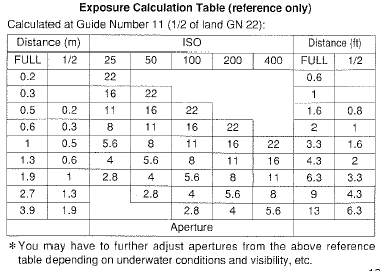 Exposure Calculation Table (reference only)
Calculated at Guide Number 11 (1/2 of land GN 22):
Distance (m) ISO Distance (ft)
FULL 1/2 25 50 100 200 400 FULL 1/2
0.2 22 0.6
0.3 16 22 1
0.5 0.2 11 16 22 1.6 0.8
0.6 0.3 8 11 16 22 2 1
1 0.5 5.6 8 11 16 22 3.3 1.6
1.3 0.6 4 5.6 8 11 16 4.3 2
1.9 1 2.8 4 5.6 8 11 6.3 3.3
2.7 1.3 2.8 4 5.6 8 9 4.3
3.9 1.9 2.8 4 5.6 13 6.3
Aperture
*You may have to further adjust apertures from the above reference
table depending on underwater conditions and visibility, etc.